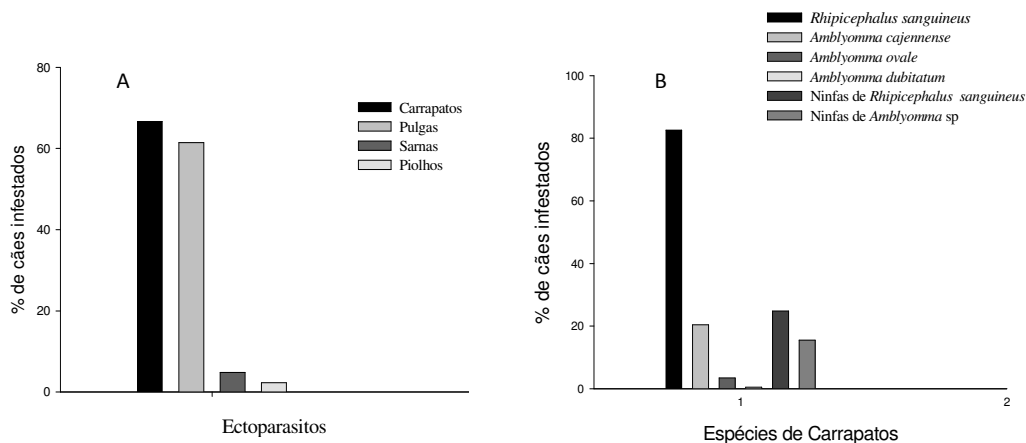 A
80
60
40
20
0
% de cães infestados
Carrapatos
Pulgas
Sarnas
Piolhos
Ectoparasitos
Rhipicephalus sanguineus
Amblyomma cajennense
Amblyomma ovale
Amblyomma dubitatum
Ninfas de Rhipicephalus sanguineus
Ninfas de Amblyomma sp
B
100
80
60
40
20
0
% de cães infestados
1
2
Espécies de Carrapatos